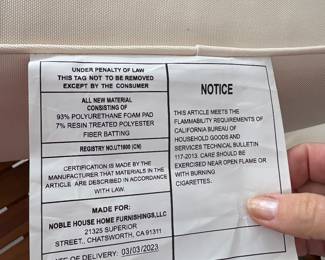 UNDER PENALTY OF LAW
THIS TAG NOT TO BE REMOVED
EXCEPT BY THE CONSUMER
ALL NEW MATERIAL
CONSISTING OF
93% POLYURETHANE FOAM PAD
7% RESIN TREATED POLYESTER
FIBER BATTING
REGISTRY NO.UT1600 (CN)
CERTIFICATION IS MADE BY THE
MANUFACTURER THAT MATERIALS IN THE
ARTICLE ARE DESCRIBED IN ACCORDANCE
WITH LAW.
MADE FOR:
NOBLE HOUSE HOME FURNISHINGS,LLC
21325 SUPERIOR
STREET., CHATSWORTH, CA 91311
OF DELIVERY: 03/03/2023
NOTICE
THIS ARTICLE MEETS THE
FLAMMABILITY REQUIREMENTS OF
CALIFORNIA BUREAU OF
HOUSEHOLD GOODS AND
SERVICES TECHNICAL BULLETIN
117-2013. CARE SHOULD BE
EXERCISED NEAR OPEN FLAME OR
WITH BURNING
CIGARETTES.